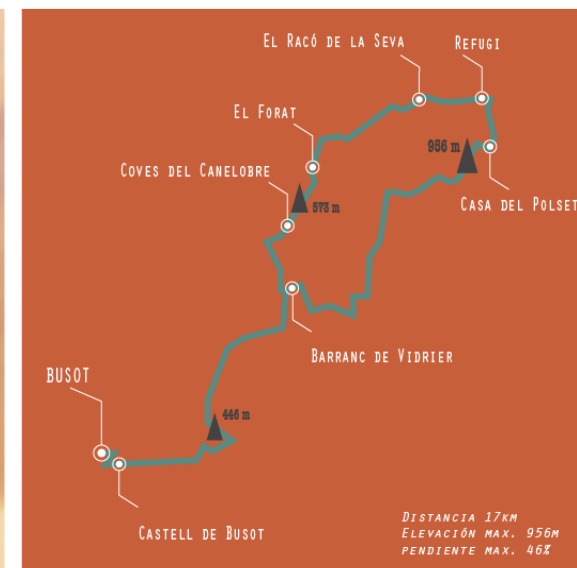 EL RACÓ DE LA SEVA
REFUGI
EL FORAT
956 m
COVES DEL CANELOBRE
573 m
CASA DEL POLSET
BARRANC DE VIDRIER
BUSOT
446 m
CASTELL DE BUSOT
DISTANCIA 17KM
ELEVACIÓN MAX. 956M
PENDIENTE MAX. 46%